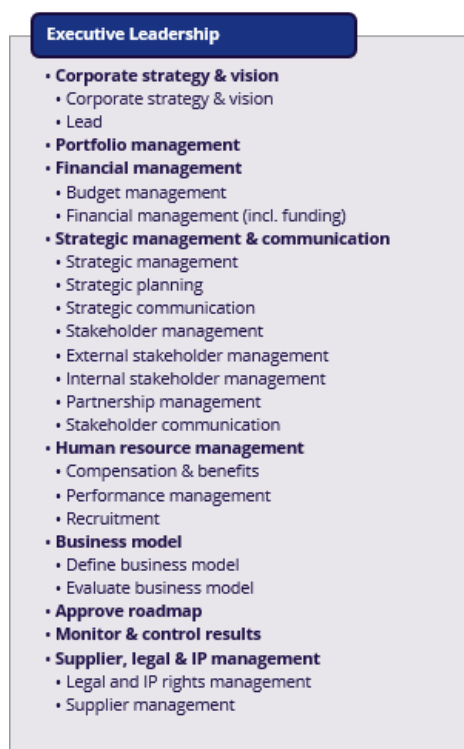 Executive Leadership
• Corporate strategy & vision
• Corporate strategy & vision
• Lead
• Portfolio management
• Financial management
• Budget management
• Financial management (incl. funding)
• Strategic management & communication
• Strategic management
• Strategic planning
• Strategic communication
• Stakeholder management
• External stakeholder management
• Internal stakeholder management
• Partnership management
• Stakeholder communication
• Human resource management
• Compensation & benefits
• Performance management
• Recruitment
• Business model
• Define business model
• Evaluate business model
• Approve roadmap
• Monitor & control results
• Supplier, legal & IP management
• Legal and IP rights management
• Supplier management